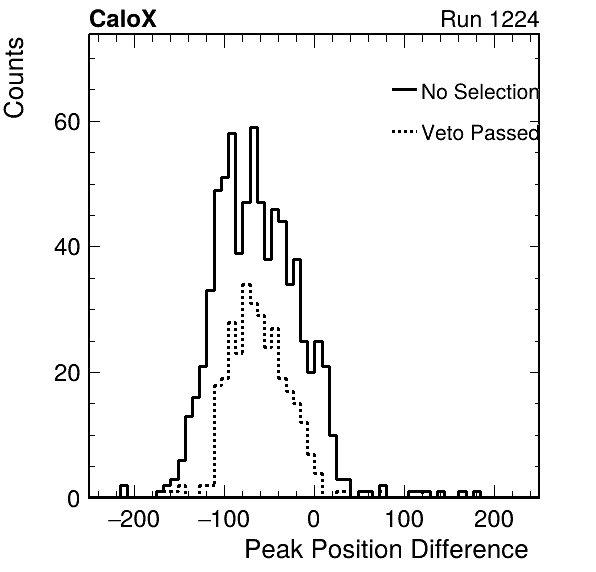 CaloX
Run 1224
Counts
No Selection
Veto Passed
60
40
20
0
−200
−100
0
100
200
Peak Position Difference